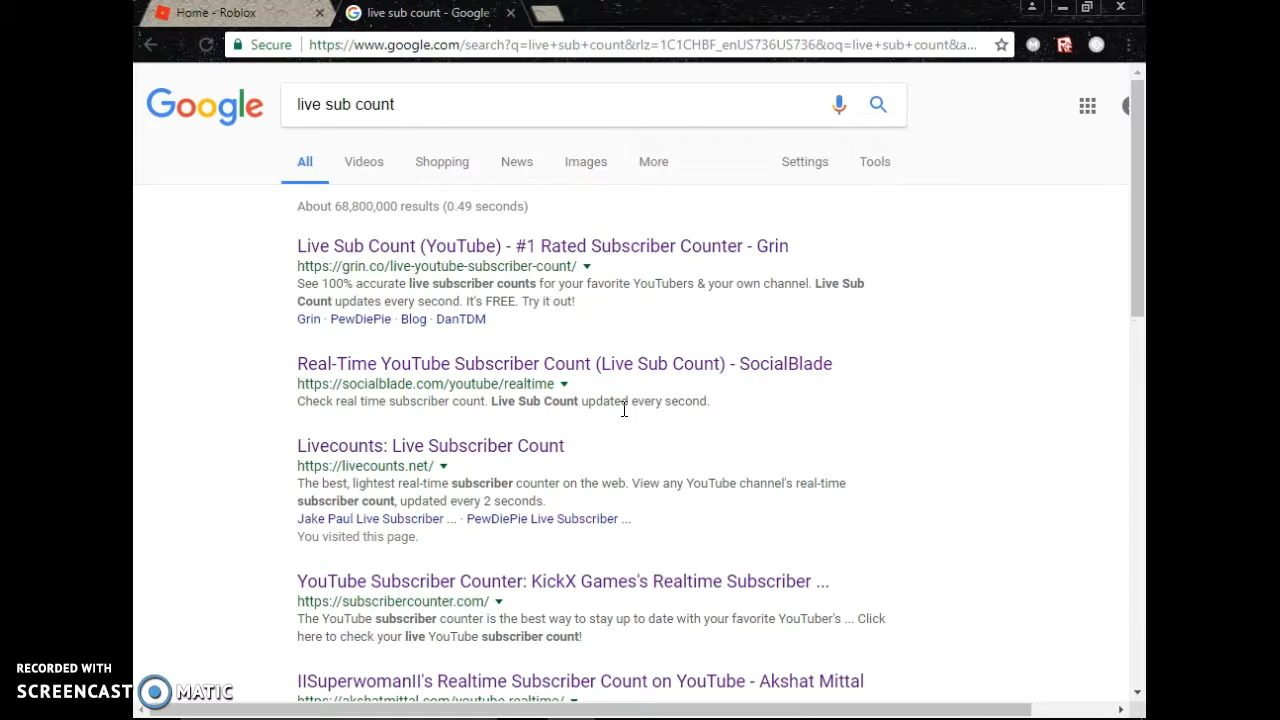 Home - Roblox
live sub count - Google
Secure
https://www.google.com/search?q=live+sub+count&rlz=1C1CHBF_enUS736US736&oq=live+sub+count&a...
Google
live sub count
All Videos Shopping News Images More Settings Tools
About 68,800,000 results (0.49 seconds)
Live Sub Count (YouTube) - #1 Rated Subscriber Counter - Grin
https://grin.co/live-youtube-subscriber-count/
See 100% accurate live subscriber counts for your favorite YouTubers & your own channel. Live Sub
Count updates every second. It's FREE. Try it out!
Grin · PewDiePie · Blog · DanTDM
Real-Time YouTube Subscriber Count (Live Sub Count) - SocialBlade
https://socialblade.com/youtube/realtime
Check real time subscriber count. Live Sub Count updated every second.
Livecounts: Live Subscriber Count
https://livecounts.net/
The best, lightest real-time subscriber counter on the web. View any YouTube channel's real-time
subscriber count, updated every 2 seconds.
Jake Paul Live Subscriber ... · PewDiePie Live Subscriber ...
You visited this page.
YouTube Subscriber Counter: KickX Games's Realtime Subscriber ...
https://subscribercounter.com/
The YouTube subscriber counter is the best way to stay up to date with your favorite YouTuber's ... Click
here to check your live YouTube subscriber count!
IISuperwomanII's Realtime Subscriber Count on YouTube - Akshat Mittal
https://akshatmittal.com/youtube-realtime/
RECORDED WITH
SCREENCAST MATIC